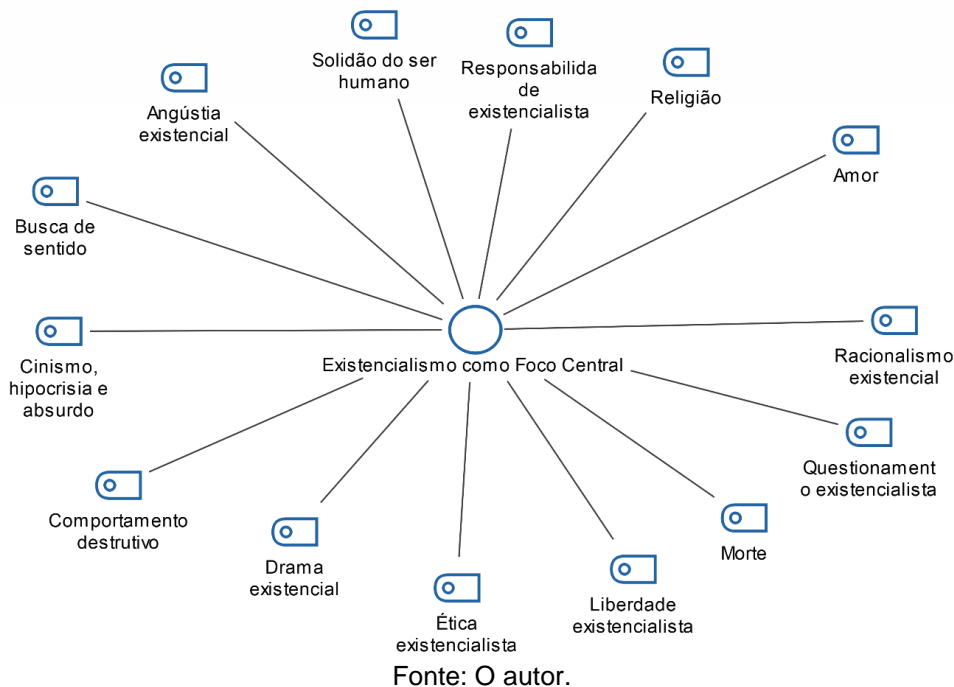 Solidão do ser
humano
Responsabilida
de
existencialista
Religião
Angústia
existencial
Amor
Busca de
sentido
Cinismo,
hipocrisia e
absurdo
Existencialismo como Foco Central
Racionalismo
existencial
Questionament
o existencialista
Comportamento
destrutivo
Drama
existencial
Morte
Ética
existencialista
Liberdade
existencialista
Fonte: O autor.